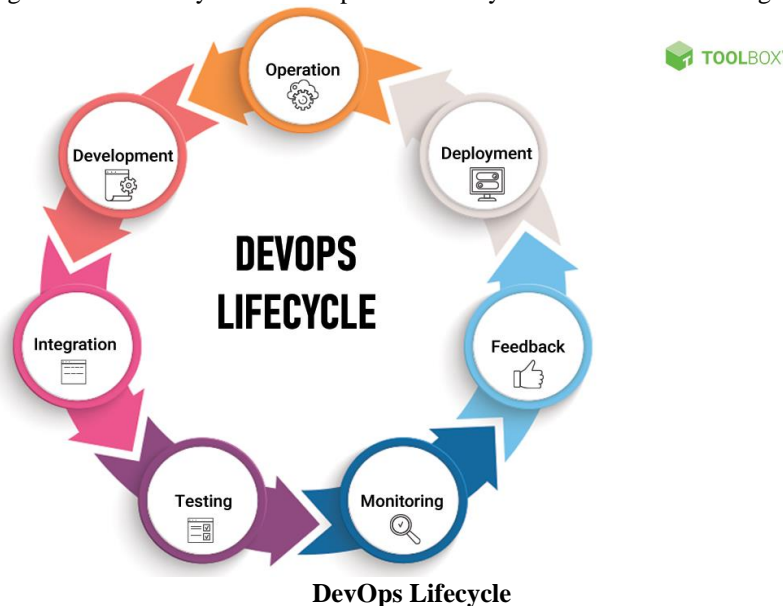 TOOLBOX
Operation
Development
Deployment
DEVOPS
LIFECYCLE
Integration
Feedback
Testing
Monitoring
DevOps Lifecycle